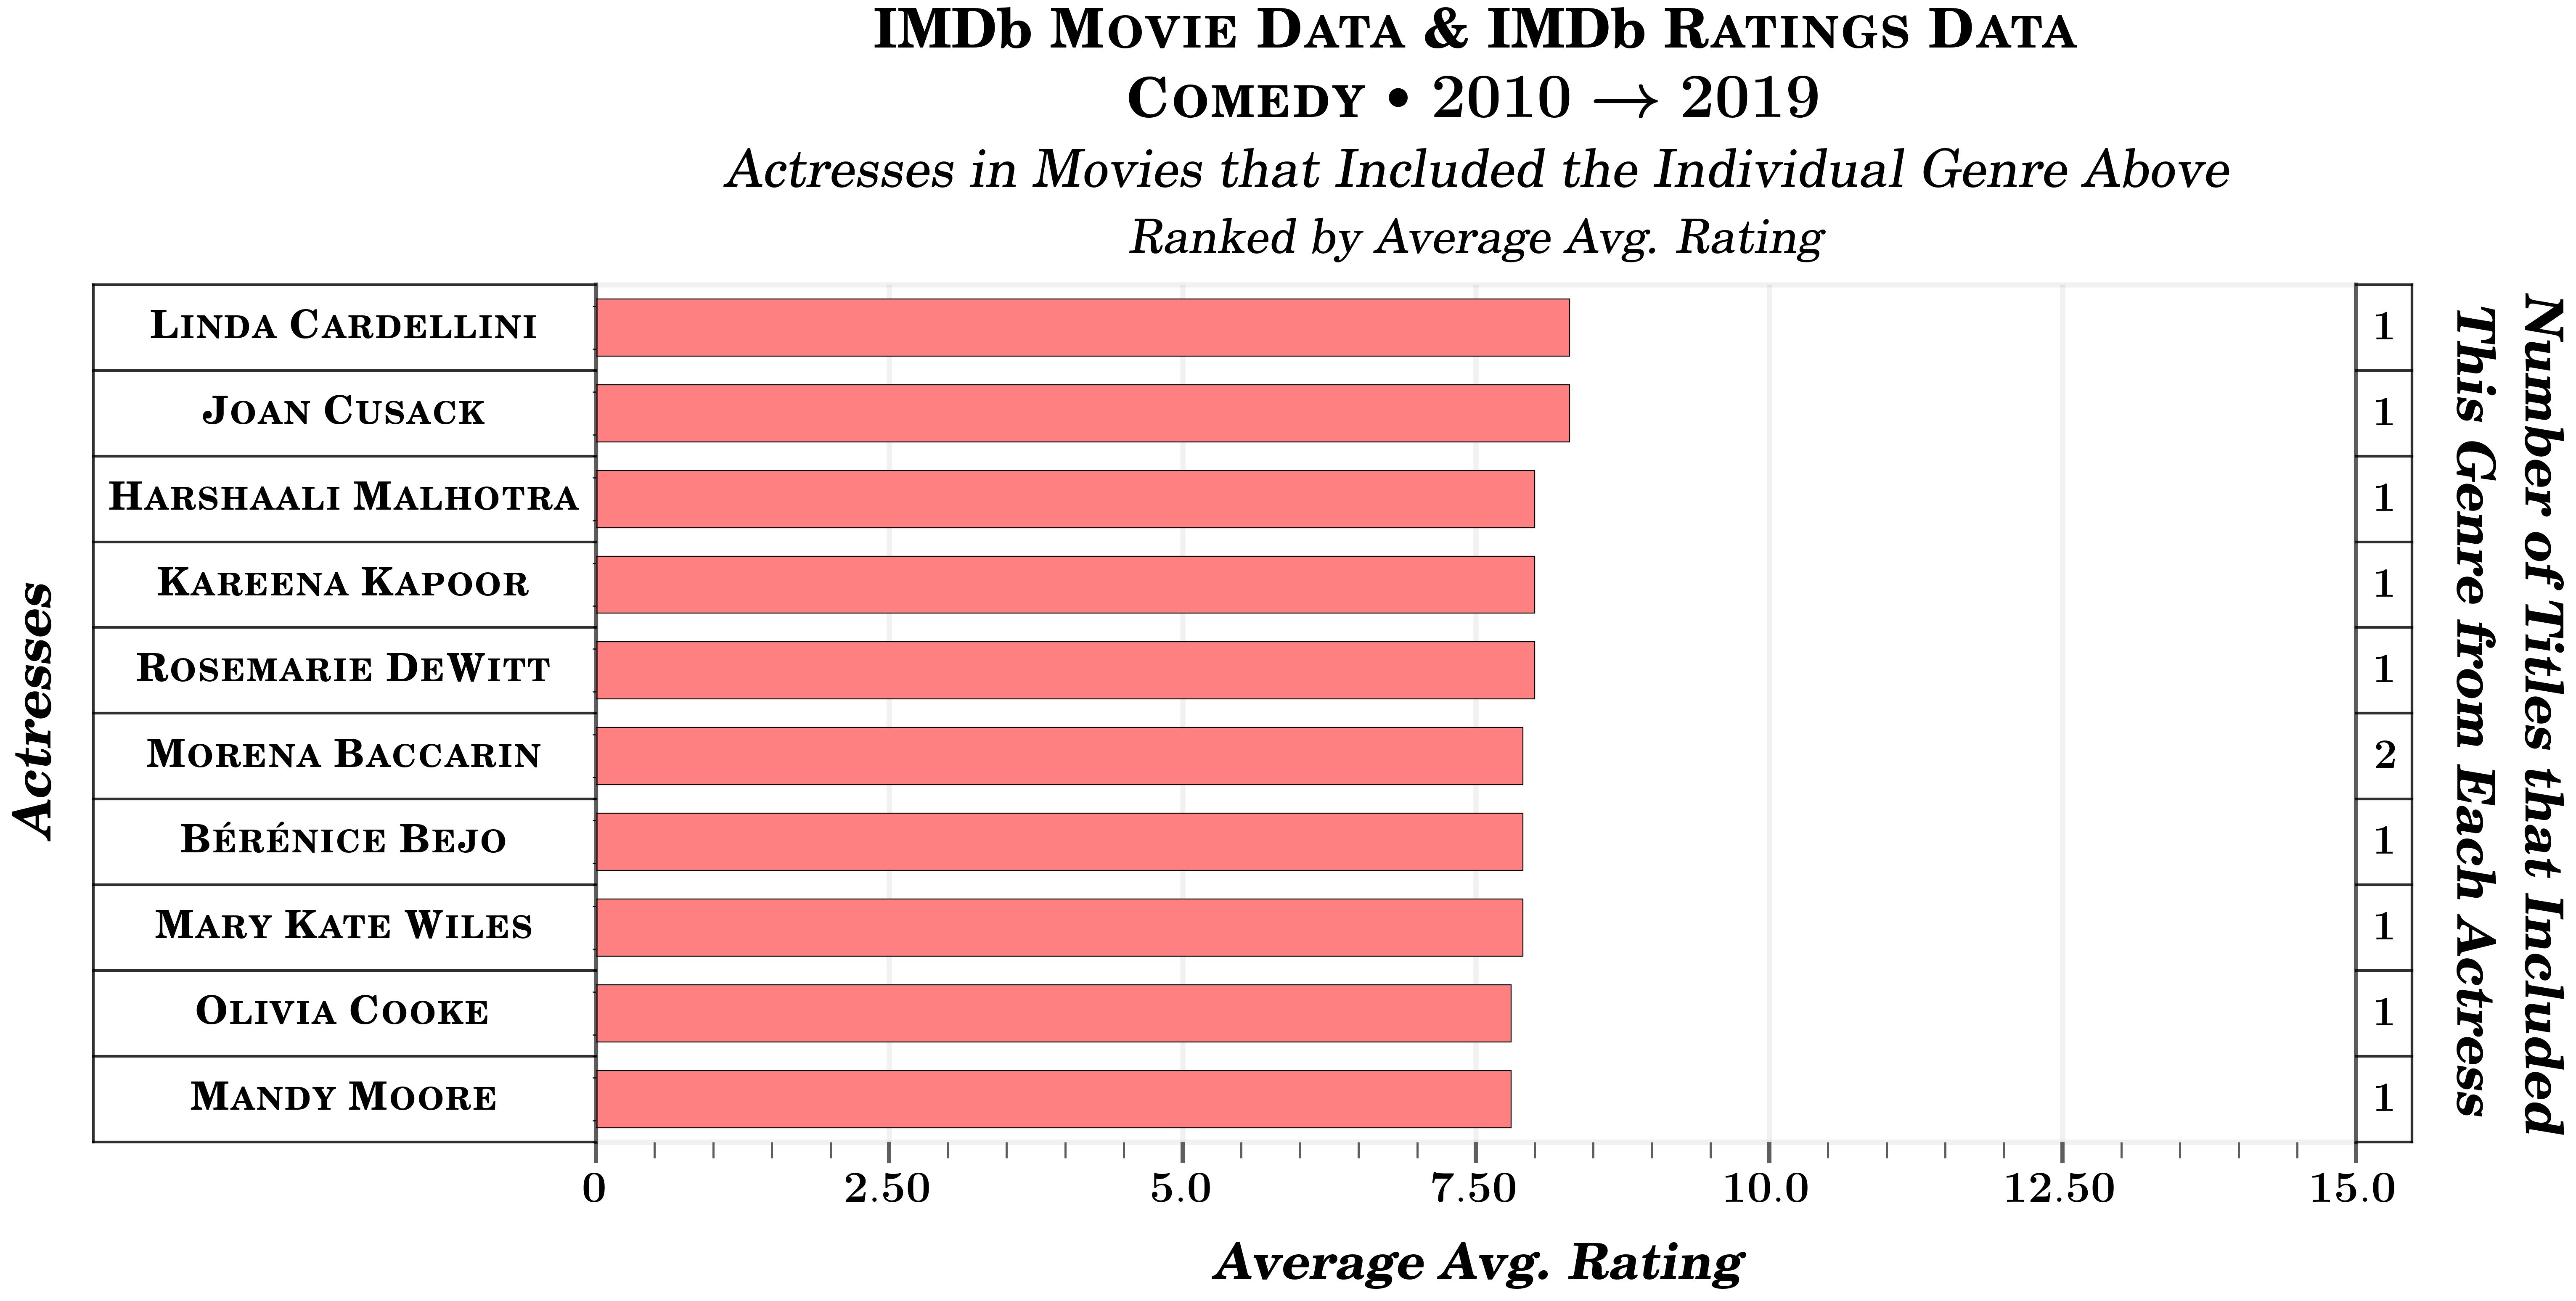 IMDb Movie Data & IMDb Ratings Data
Comedy • 2010 → 2019
Actresses in Movies that Included the Individual Genre Above
Ranked by Average Avg. Rating
Actresses
Linda Cardellini 1
Joan Cusack 1
Harshaali Malhotra 1
Kareena Kapoor 1
Rosemarie DeWitt 1
Morena Baccarin 2
Bérénice Bejo 1
Mary Kate Wiles 1
Olivia Cooke 1
Mandy Moore 1
Number of Titles that Included
This Genre from Each Actress
0 2.50 5.0 7.50 10.0 12.50 15.0
Average Avg. Rating